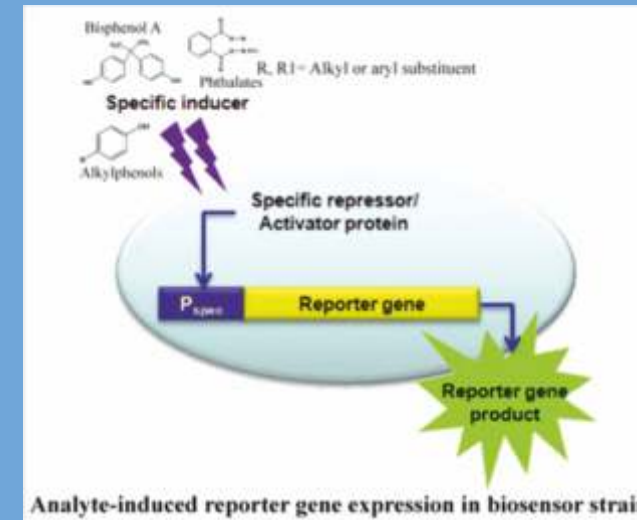 Bisphenol A
Phthalates
R, R1= Alkyl or aryl substituent
Specific inducer
Alkylphenols
Specific repressor/
Activator protein
Pspec
Reporter gene
Reporter gene
product
Analyte-induced reporter gene expression in biosensor strai